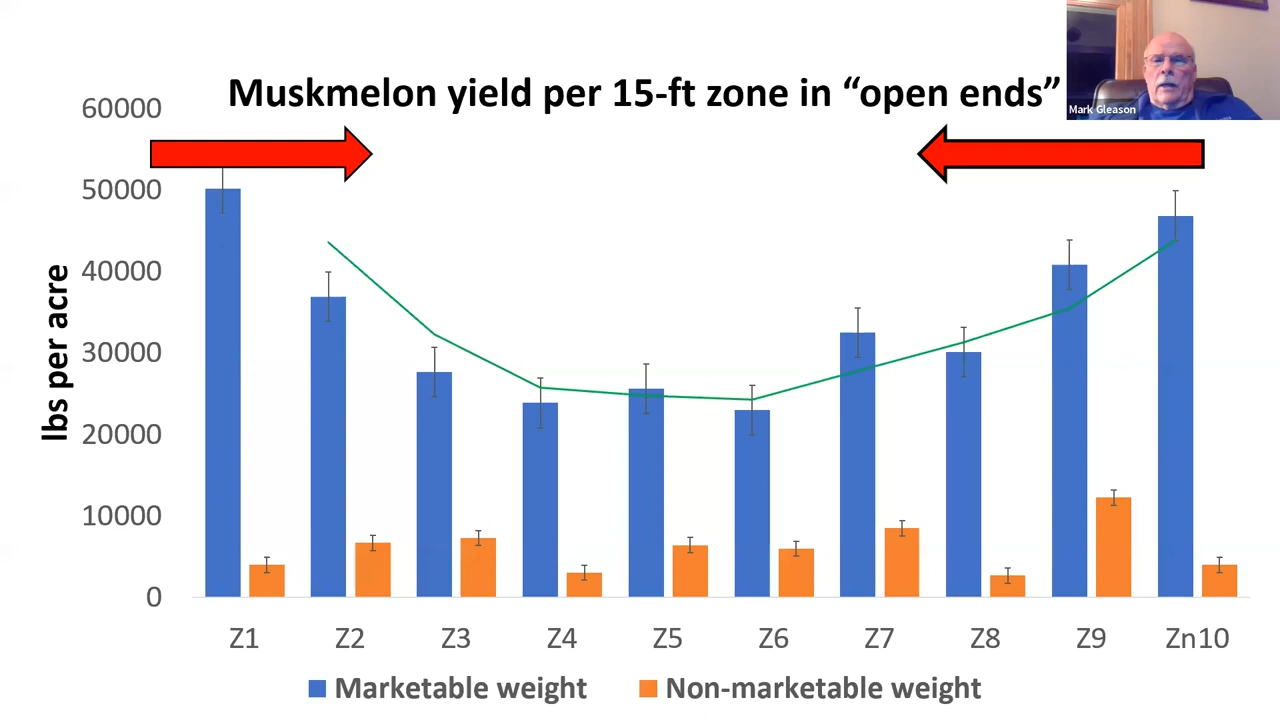 Muskmelon yield per 15-ft zone in “open ends”
Mark Gleason
60000
50000
40000
30000
20000
10000
0
lbs per acre
Z1 Z2 Z3 Z4 Z5 Z6 Z7 Z8 Z9 Zn10
Marketable weight Non-marketable weight